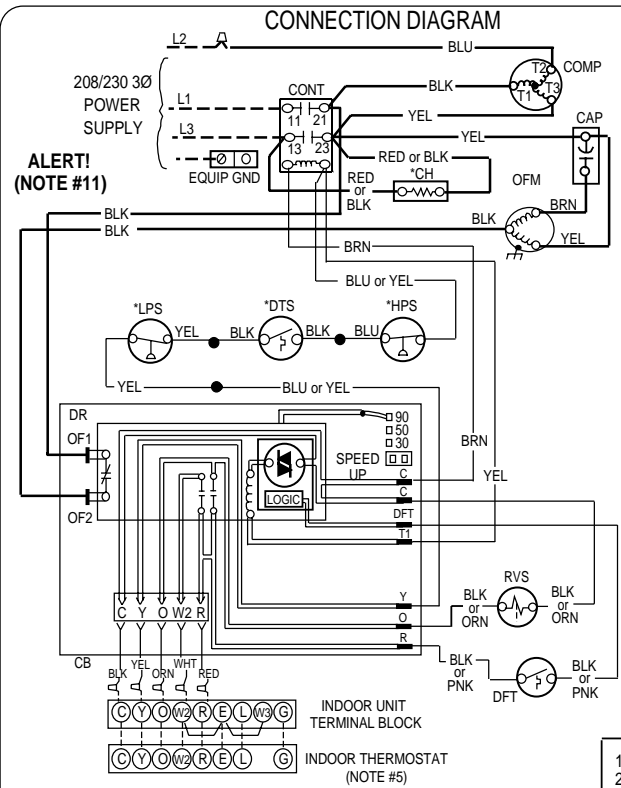 CONNECTION DIAGRAM
L2
BLU
T2
COMP
T1
T3
208/230 3Ø
POWER
SUPPLY
L1
CONT
11
21
BLK
YEL
L3
13
23
YEL
CAP
ALERT!
(NOTE #11)
EQUIP GND
RED or BLK
*CH
RED
or
BLK
OFM
BLK
BLK
BLK
BRN
YEL
BRN
BLU or YEL
*LPS
YEL
BLK
*DTS
BLK
BLU
*HPS
YEL
BLU or YEL
DR
OF1
OF2
90
50
30
SPEED
UP
LOGIC
BRN
YEL
C
C
DFT
T1
Y
O
R
RVS
BLK
or
ORN
BLK
or
ORN
BLK
or
PNK
DFT
BLK
or
PNK
C Y O W2 R
CB
BLK YEL ORN WHT RED
C Y O W2 R E L W3 G
INDOOR UNIT
TERMINAL BLOCK
C Y O W2 R E L G
INDOOR THERMOSTAT
(NOTE #5)
1
2